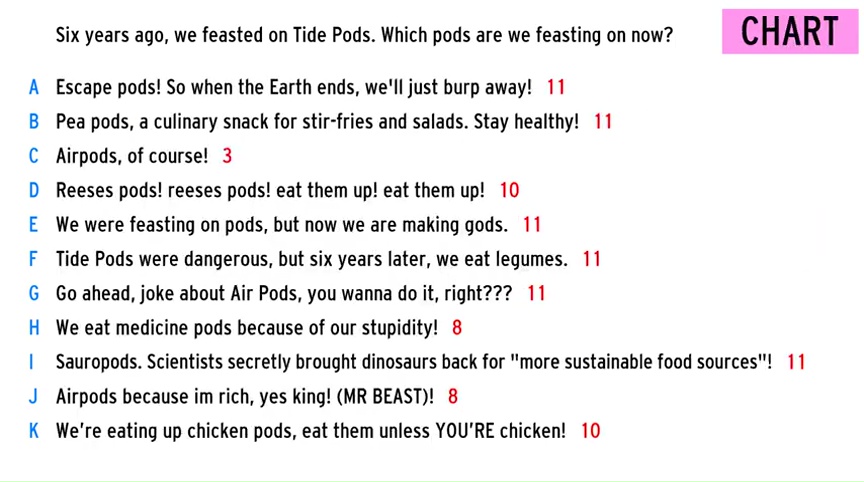 Six years ago, we feasted on Tide Pods. Which pods are we feasting on now?
CHART
A Escape pods! So when the Earth ends, we'll just burp away! 11
B Pea pods, a culinary snack for stir-fries and salads. Stay healthy! 11
C Airpods, of course! 3
D Reeses pods! reeses pods! eat them up! eat them up! 10
E We were feasting on pods, but now we are making gods. 11
F Tide Pods were dangerous, but six years later, we eat legumes. 11
G Go ahead, joke about Air Pods, you wanna do it, right??? 11
H We eat medicine pods because of our stupidity! 8
I Sauropods. Scientists secretly brought dinosaurs back for "more sustainable food sources"! 11
J Airpods because im rich, yes king! (MR BEAST)! 8
K We’re eating up chicken pods, eat them unless YOU’RE chicken! 10